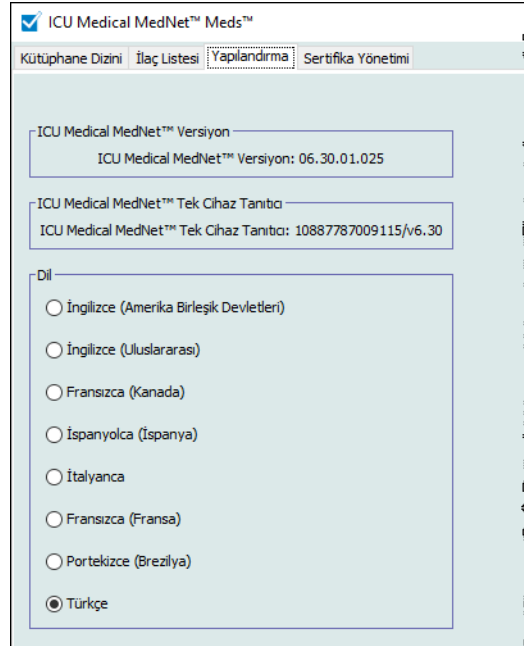 ICU Medical MedNet™ Meds™
Kütüphane Dizini İlaç Listesi Yapılandırma Sertifika Yönetimi
ICU Medical MedNet™ Versiyon
ICU Medical MedNet™ Versiyon: 06.30.01.025
ICU Medical MedNet™ Tek Cihaz Tanıtıcı
ICU Medical MedNet™ Tek Cihaz Tanıtıcı: 10887787009115/v6.30
Dil
İngilizce (Amerika Birleşik Devletleri)
İngilizce (Uluslararası)
Fransızca (Kanada)
İspanyolca (İspanya)
İtalyanca
Fransızca (Fransa)
Portekizce (Brezilya)
Türkçe